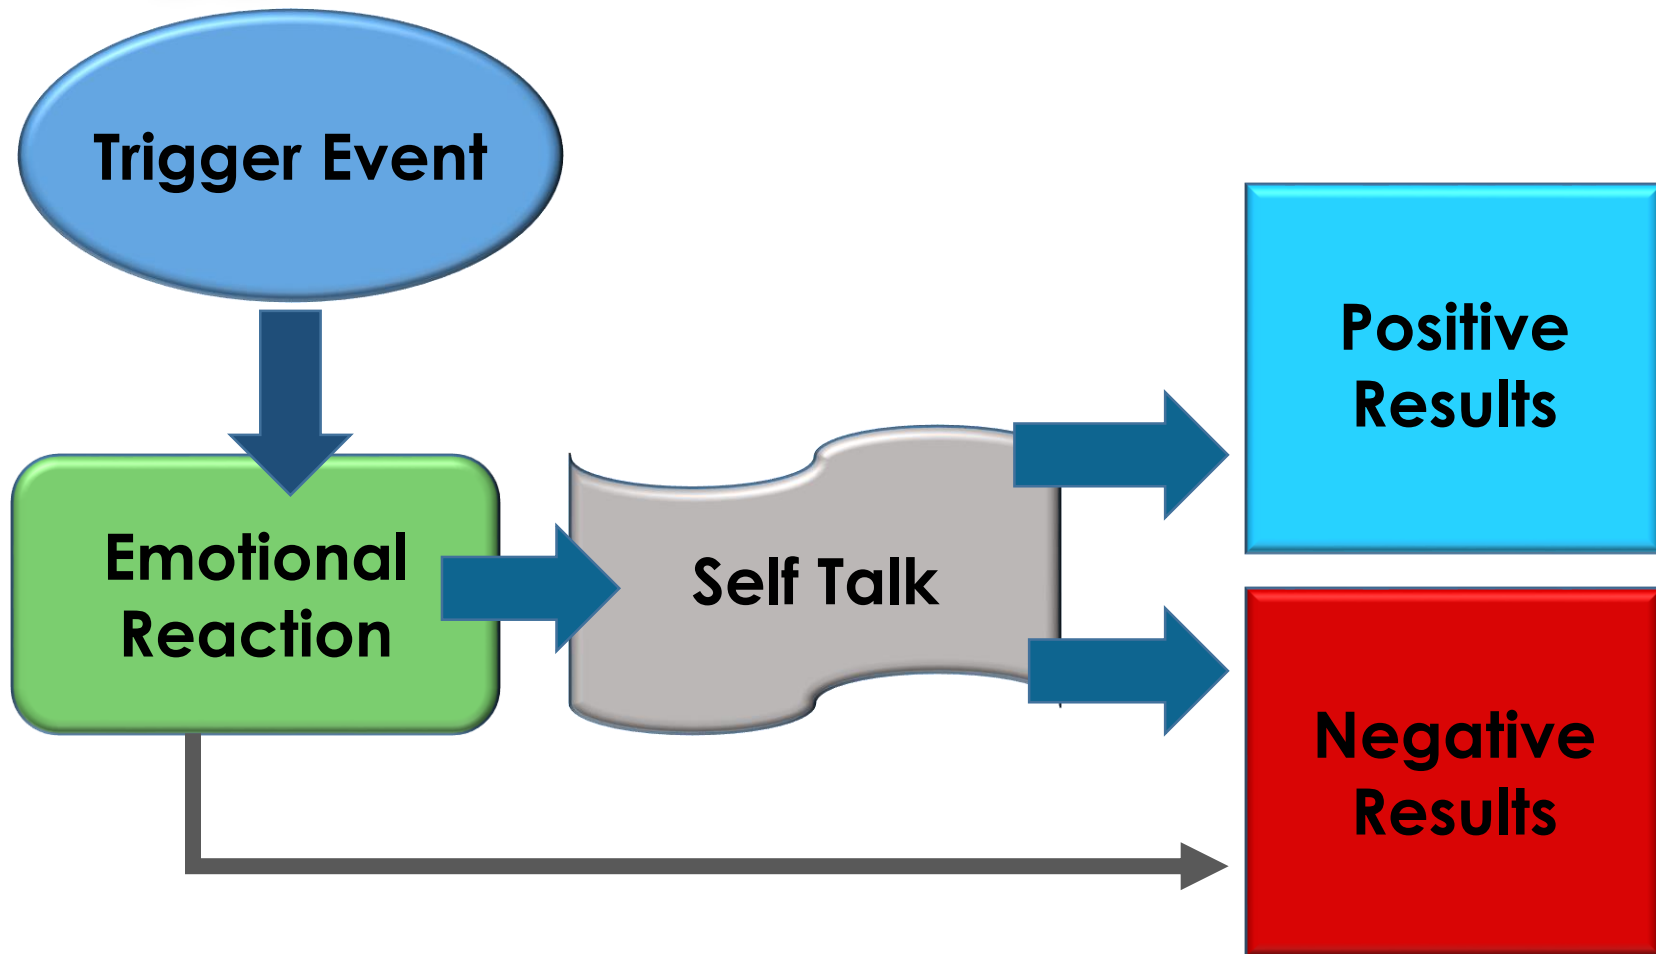 Trigger Event
Emotional
Reaction
Self Talk
Positive
Results
Negative
Results